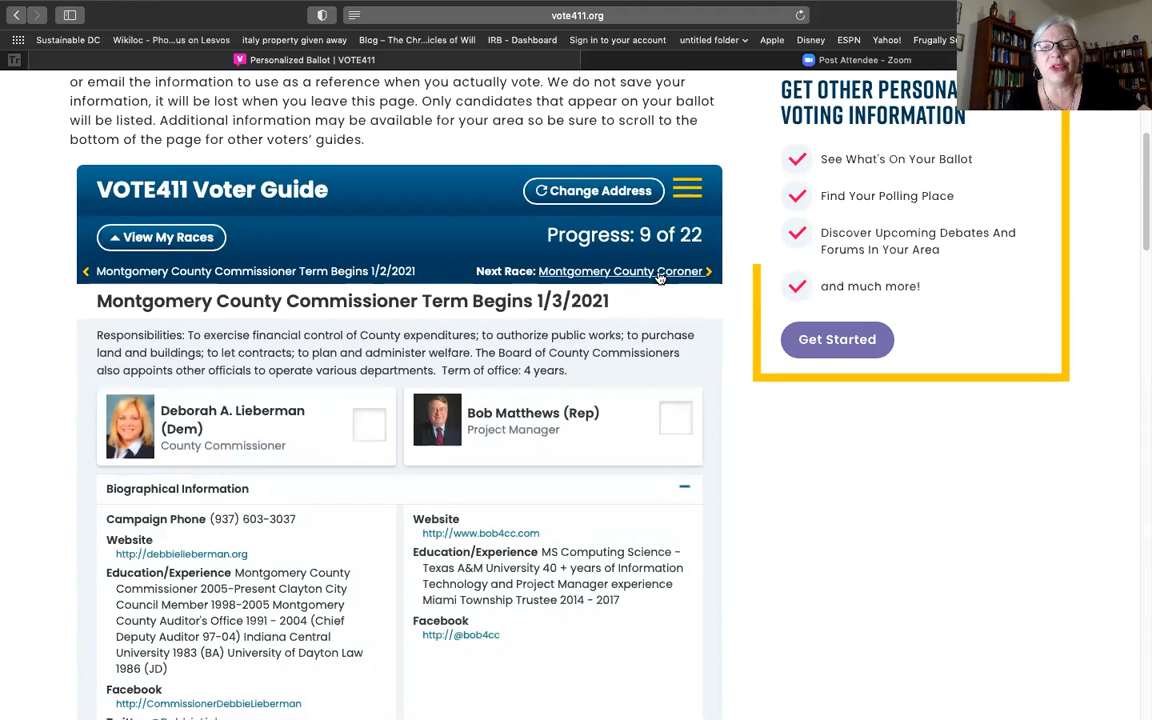 vote411.org
Sustainable DC
Wikiloc - Pho...us on Lesvos
italy property given away
Blog – The Chr...icles of Will
IRB - Dashboard
Sign in to your account
untitled folder
Apple
Disney
ESPN
Yahoo!
Frugally S
Personalized Ballot | VOTE411
Post Attendee - Zoom
or email the information to use as a reference when you actually vote. We do not save your
information, it will be lost when you leave this page. Only candidates that appear on your ballot
will be listed. Additional information may be available for your area so be sure to scroll to the
bottom of the page for other voters' guides.
VOTE411 Voter Guide
Change Address
View My Races
Progress: 9 of 22
Montgomery County Commissioner Term Begins 1/2/2021
Next Race: Montgomery County Coroner
Montgomery County Commissioner Term Begins 1/3/2021
Responsibilities: To exercise financial control of County expenditures; to authorize public works; to purchase
land and buildings; to let contracts; to plan and administer welfare. The Board of County Commissioners
also appoints other officials to operate various departments. Term of office: 4 years.
Deborah A. Lieberman
(Dem)
County Commissioner
Bob Matthews (Rep)
Project Manager
Biographical Information
Campaign Phone (937) 603-3037
Website
http://debbielieberman.org
Education/Experience Montgomery County
Commissioner 2005-Present Clayton City
Council Member 1998-2005 Montgomery
County Auditor's Office 1991 - 2004 (Chief
Deputy Auditor 97-04) Indiana Central
University 1983 (BA) University of Dayton Law
1986 (JD)
Facebook
http://CommissionerDebbieLieberman
Website
http://www.bob4cc.com
Education/Experience MS Computing Science -
Texas A&M University 40 + years of Information
Technology and Project Manager experience
Miami Township Trustee 2014 - 2017
Facebook
http://@bob4cc
GET OTHER PERSONA
VOTING INFORMATION
See What's On Your Ballot
Find Your Polling Place
Discover Upcoming Debates And
Forums In Your Area
and much more!
Get Started